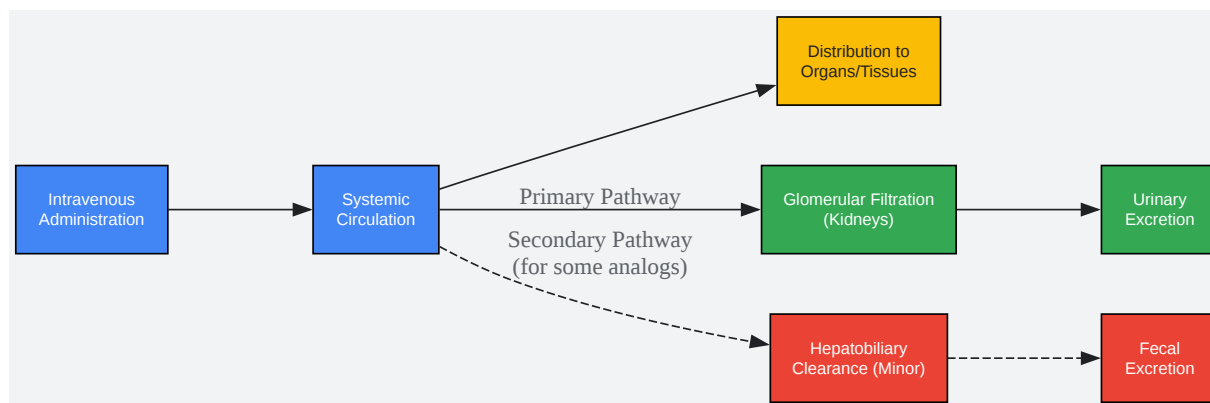 Distribution to
Organs/Tissues
Intravenous
Administration
Systemic
Circulation
Primary Pathway
Glomerular Filtration
(Kidneys)
Urinary
Excretion
Secondary Pathway
(for some analogs)
Hepatobiliary
Clearance (Minor)
Fecal
Excretion